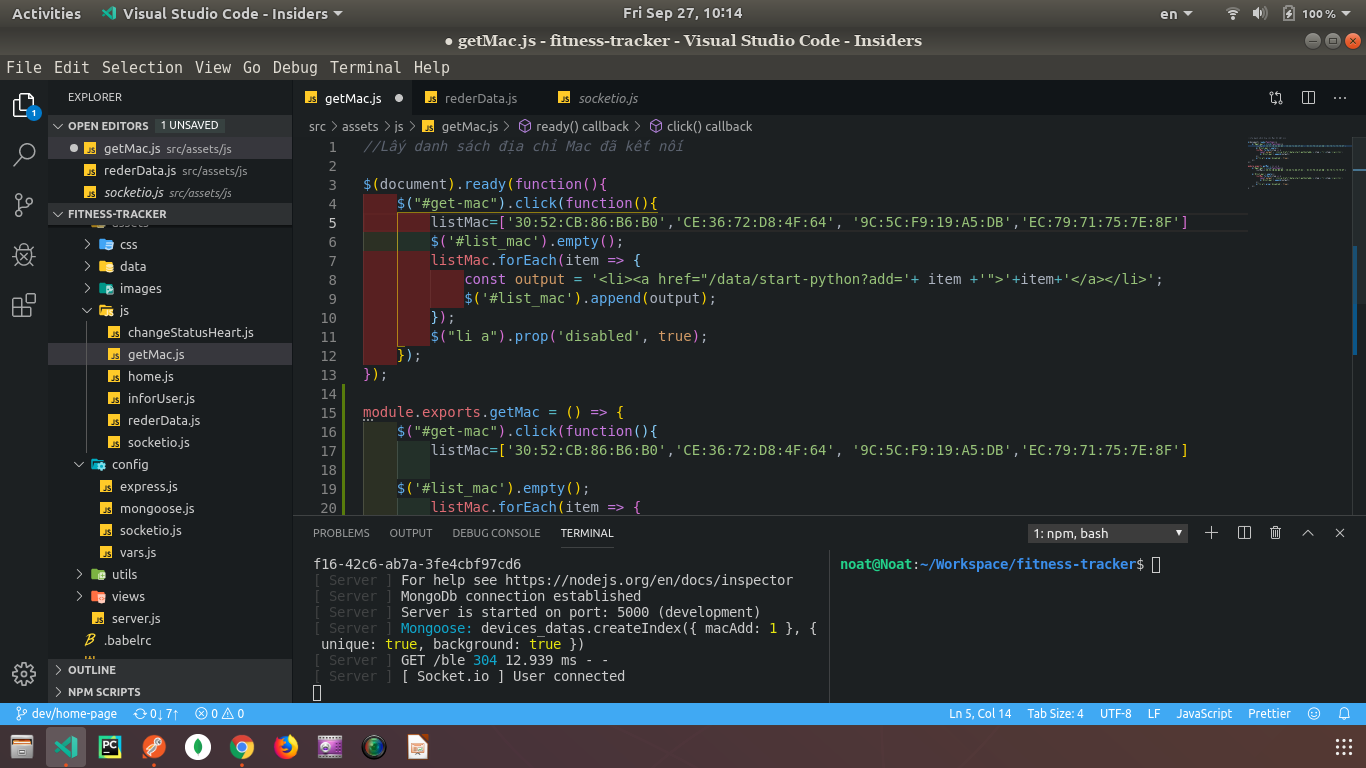 Activities Visual Studio Code - Insiders Fri Sep 27, 10:14 en 100 %
● getMac.js - fitness-tracker - Visual Studio Code - Insiders
File Edit Selection View Go Debug Terminal Help
EXPLORER
OPEN EDITORS 1 UNSAVED
getMac.js src/assets/js
rederData.js src/assets/js
socketio.js src/assets/js
FITNESS-TRACKER
assets
css
data
images
js
changeStatusHeart.js
getMac.js
home.js
inforUser.js
rederData.js
socketio.js
config
express.js
mongoose.js
socketio.js
vars.js
utils
views
server.js
.babelrc
OUTLINE
NPM SCRIPTS
getMac.js rederData.js socketio.js
src > assets > js > getMac.js > ready() callback > click() callback
1 //Lấy danh sách địa chỉ Mac đã kết nối
2
3 $(document).ready(function(){
4 $("#get-mac").click(function(){
5 listMac=['30:52:CB:86:B6:B0','CE:36:72:D8:4F:64', '9C:5C:F9:19:A5:DB','EC:79:71:75:7E:8F']
6 $('#list_mac').empty();
7 listMac.forEach(item => {
8 const output = '<li><a href="/data/start-python?add='+ item +'">'+item+'</a></li>';
9 $('#list_mac').append(output);
10 });
11 $("li a").prop('disabled', true);
12 });
13 });
14
15 module.exports.getMac = () => {
16 $("#get-mac").click(function(){
17 listMac=['30:52:CB:86:B6:B0','CE:36:72:D8:4F:64', '9C:5C:F9:19:A5:DB','EC:79:71:75:7E:8F']
18
19 $('#list_mac').empty();
20 listMac.forEach(item => {
PROBLEMS OUTPUT DEBUG CONSOLE TERMINAL 1: npm, bash
f16-42c6-ab7a-3fe4cbf97cd6
[ Server ] For help see https://nodejs.org/en/docs/inspector
[ Server ] MongoDb connection established
[ Server ] Server is started on port: 5000 (development)
[ Server ] Mongoose: devices_datas.createIndex({ macAdd: 1 }, {
unique: true, background: true })
[ Server ] GET /ble 304 12.939 ms - -
[ Server ] [ Socket.io ] User connected
noat@Noat:~/Workspace/fitness-tracker$
dev/home-page 0↓ 7↑ 0 0 Ln 5, Col 14 Tab Size: 4 UTF-8 LF JavaScript Prettier